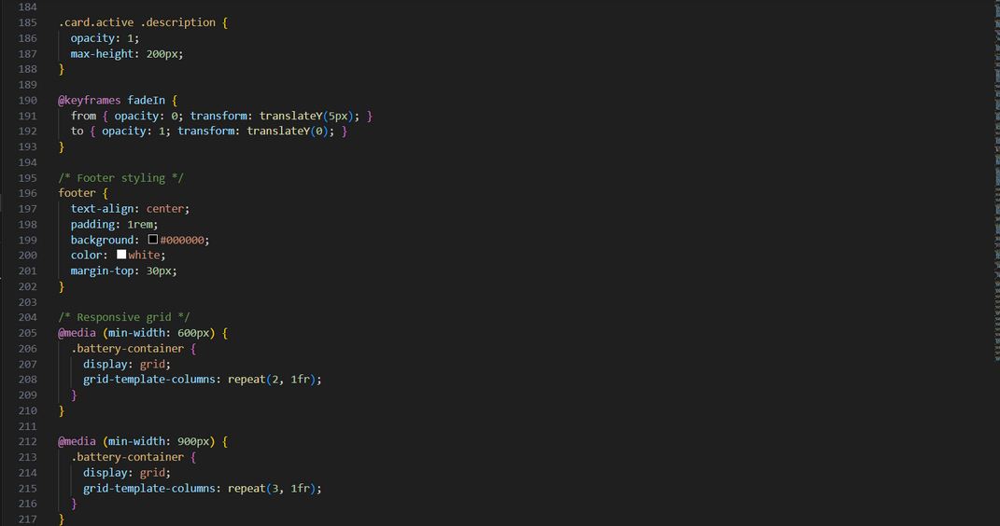 184
185 .card.active .description {
186   opacity: 1;
187   max-height: 200px;
188 }
189
190 @keyframes fadeIn {
191   from { opacity: 0; transform: translateY(5px); }
192   to { opacity: 1; transform: translateY(0); }
193 }
194
195 /* Footer styling */
196 footer {
197   text-align: center;
198   padding: 1rem;
199   background: #000000;
200   color: white;
201   margin-top: 30px;
202 }
203
204 /* Responsive grid */
205 @media (min-width: 600px) {
206   .battery-container {
207     display: grid;
208     grid-template-columns: repeat(2, 1fr);
209   }
210 }
211
212 @media (min-width: 900px) {
213   .battery-container {
214     display: grid;
215     grid-template-columns: repeat(3, 1fr);
216   }
217 }